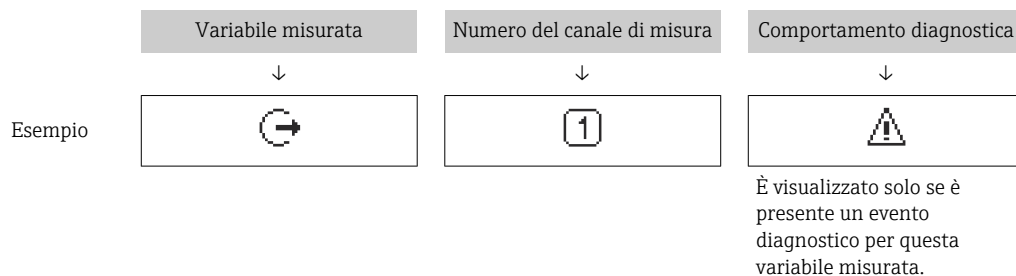 Variabile misurata
Numero del canale di misura
Comportamento diagnostica
↓
↓
↓
Esempio
1
È visualizzato solo se è
presente un evento
diagnostico per questa
variabile misurata.